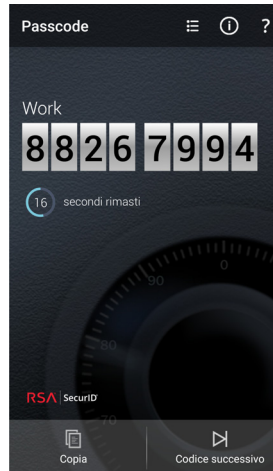 Passcode
?
Work
8826 7994
16 secondi rimasti
0
90
80
70
RSA SecurID
Copia
Codice successivo